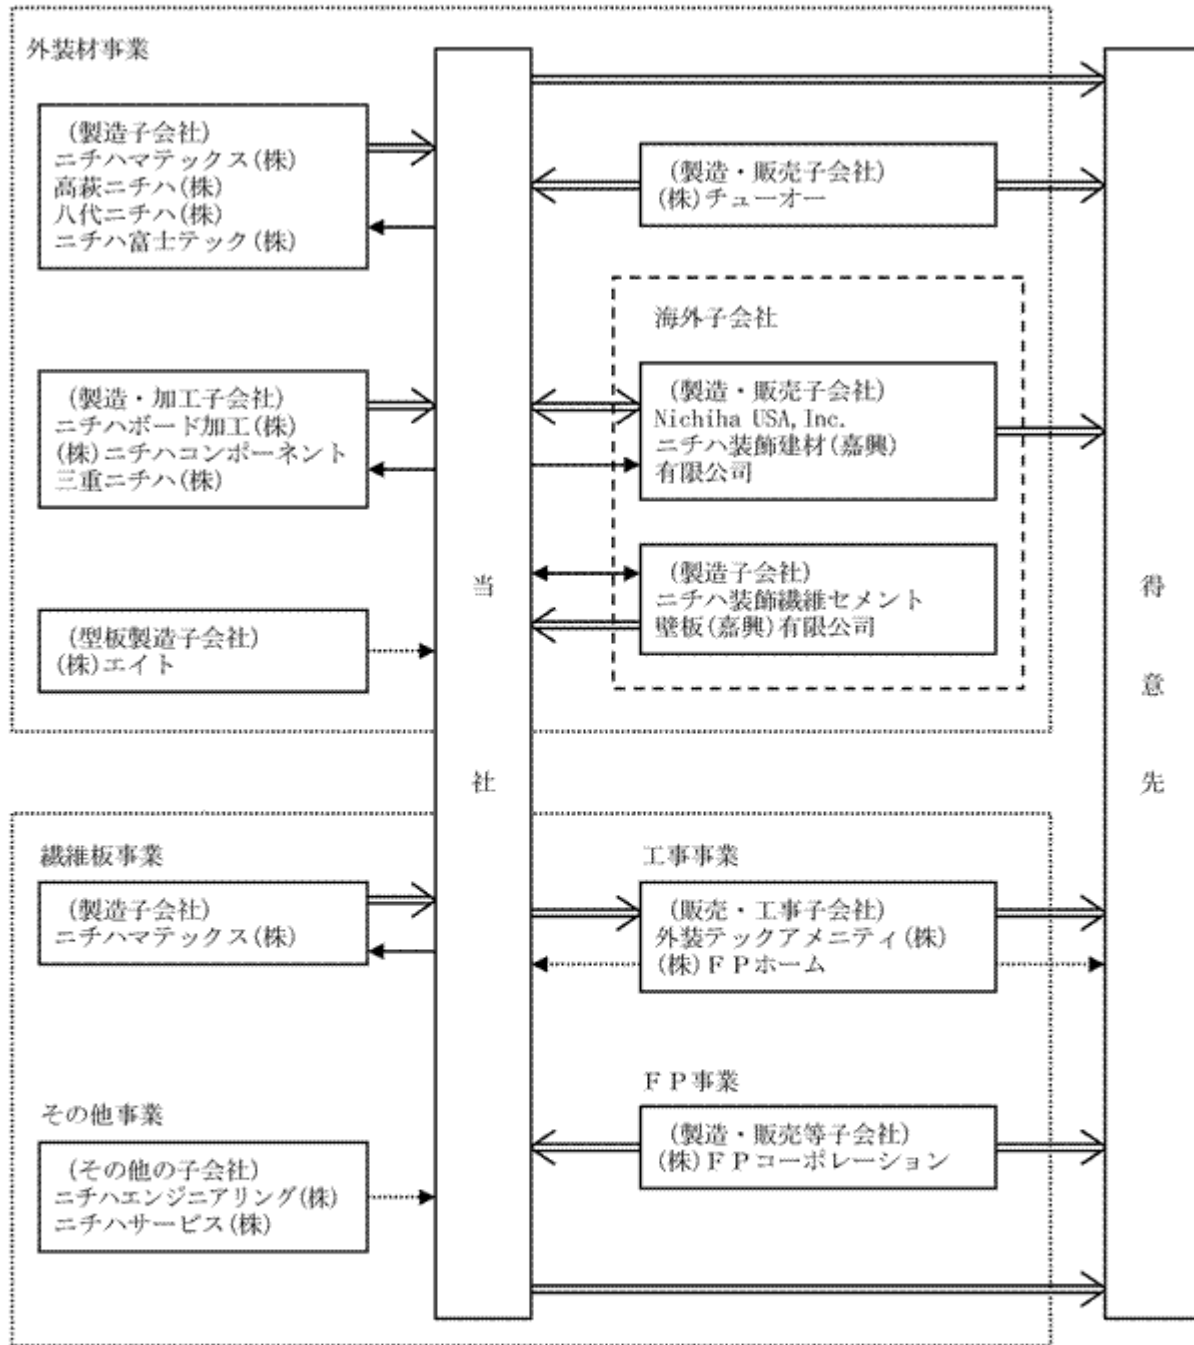 外装材事業
(製造子会社)
ニチハマテックス(株)
高萩ニチハ(株)
八代ニチハ(株)
ニチハ富士テック(株)
(製造・加工子会社)
ニチハボード加工(株)
(株)ニチハコンポーネント
三重ニチハ(株)
(型板製造子会社)
(株)エイト
当社
(製造・販売子会社)
(株)チューオー
海外子会社
(製造・販売子会社)
Nichiha USA,Inc.
ニチハ装飾建材(嘉興)
有限公司
(製造子会社)
ニチハ装飾繊維セメント
壁板(嘉興)有限公司
得意先
繊維板事業
(製造子会社)
ニチハマテックス(株)
その他事業
(その他の子会社)
ニチハエンジニアリング(株)
ニチハサービス(株)
工事事業
(販売・工事子会社)
外装テックアメニティ(株)
(株)ＦＰホーム
ＦＰ事業
(製造・販売等子会社)
(株)ＦＰコーポレーション